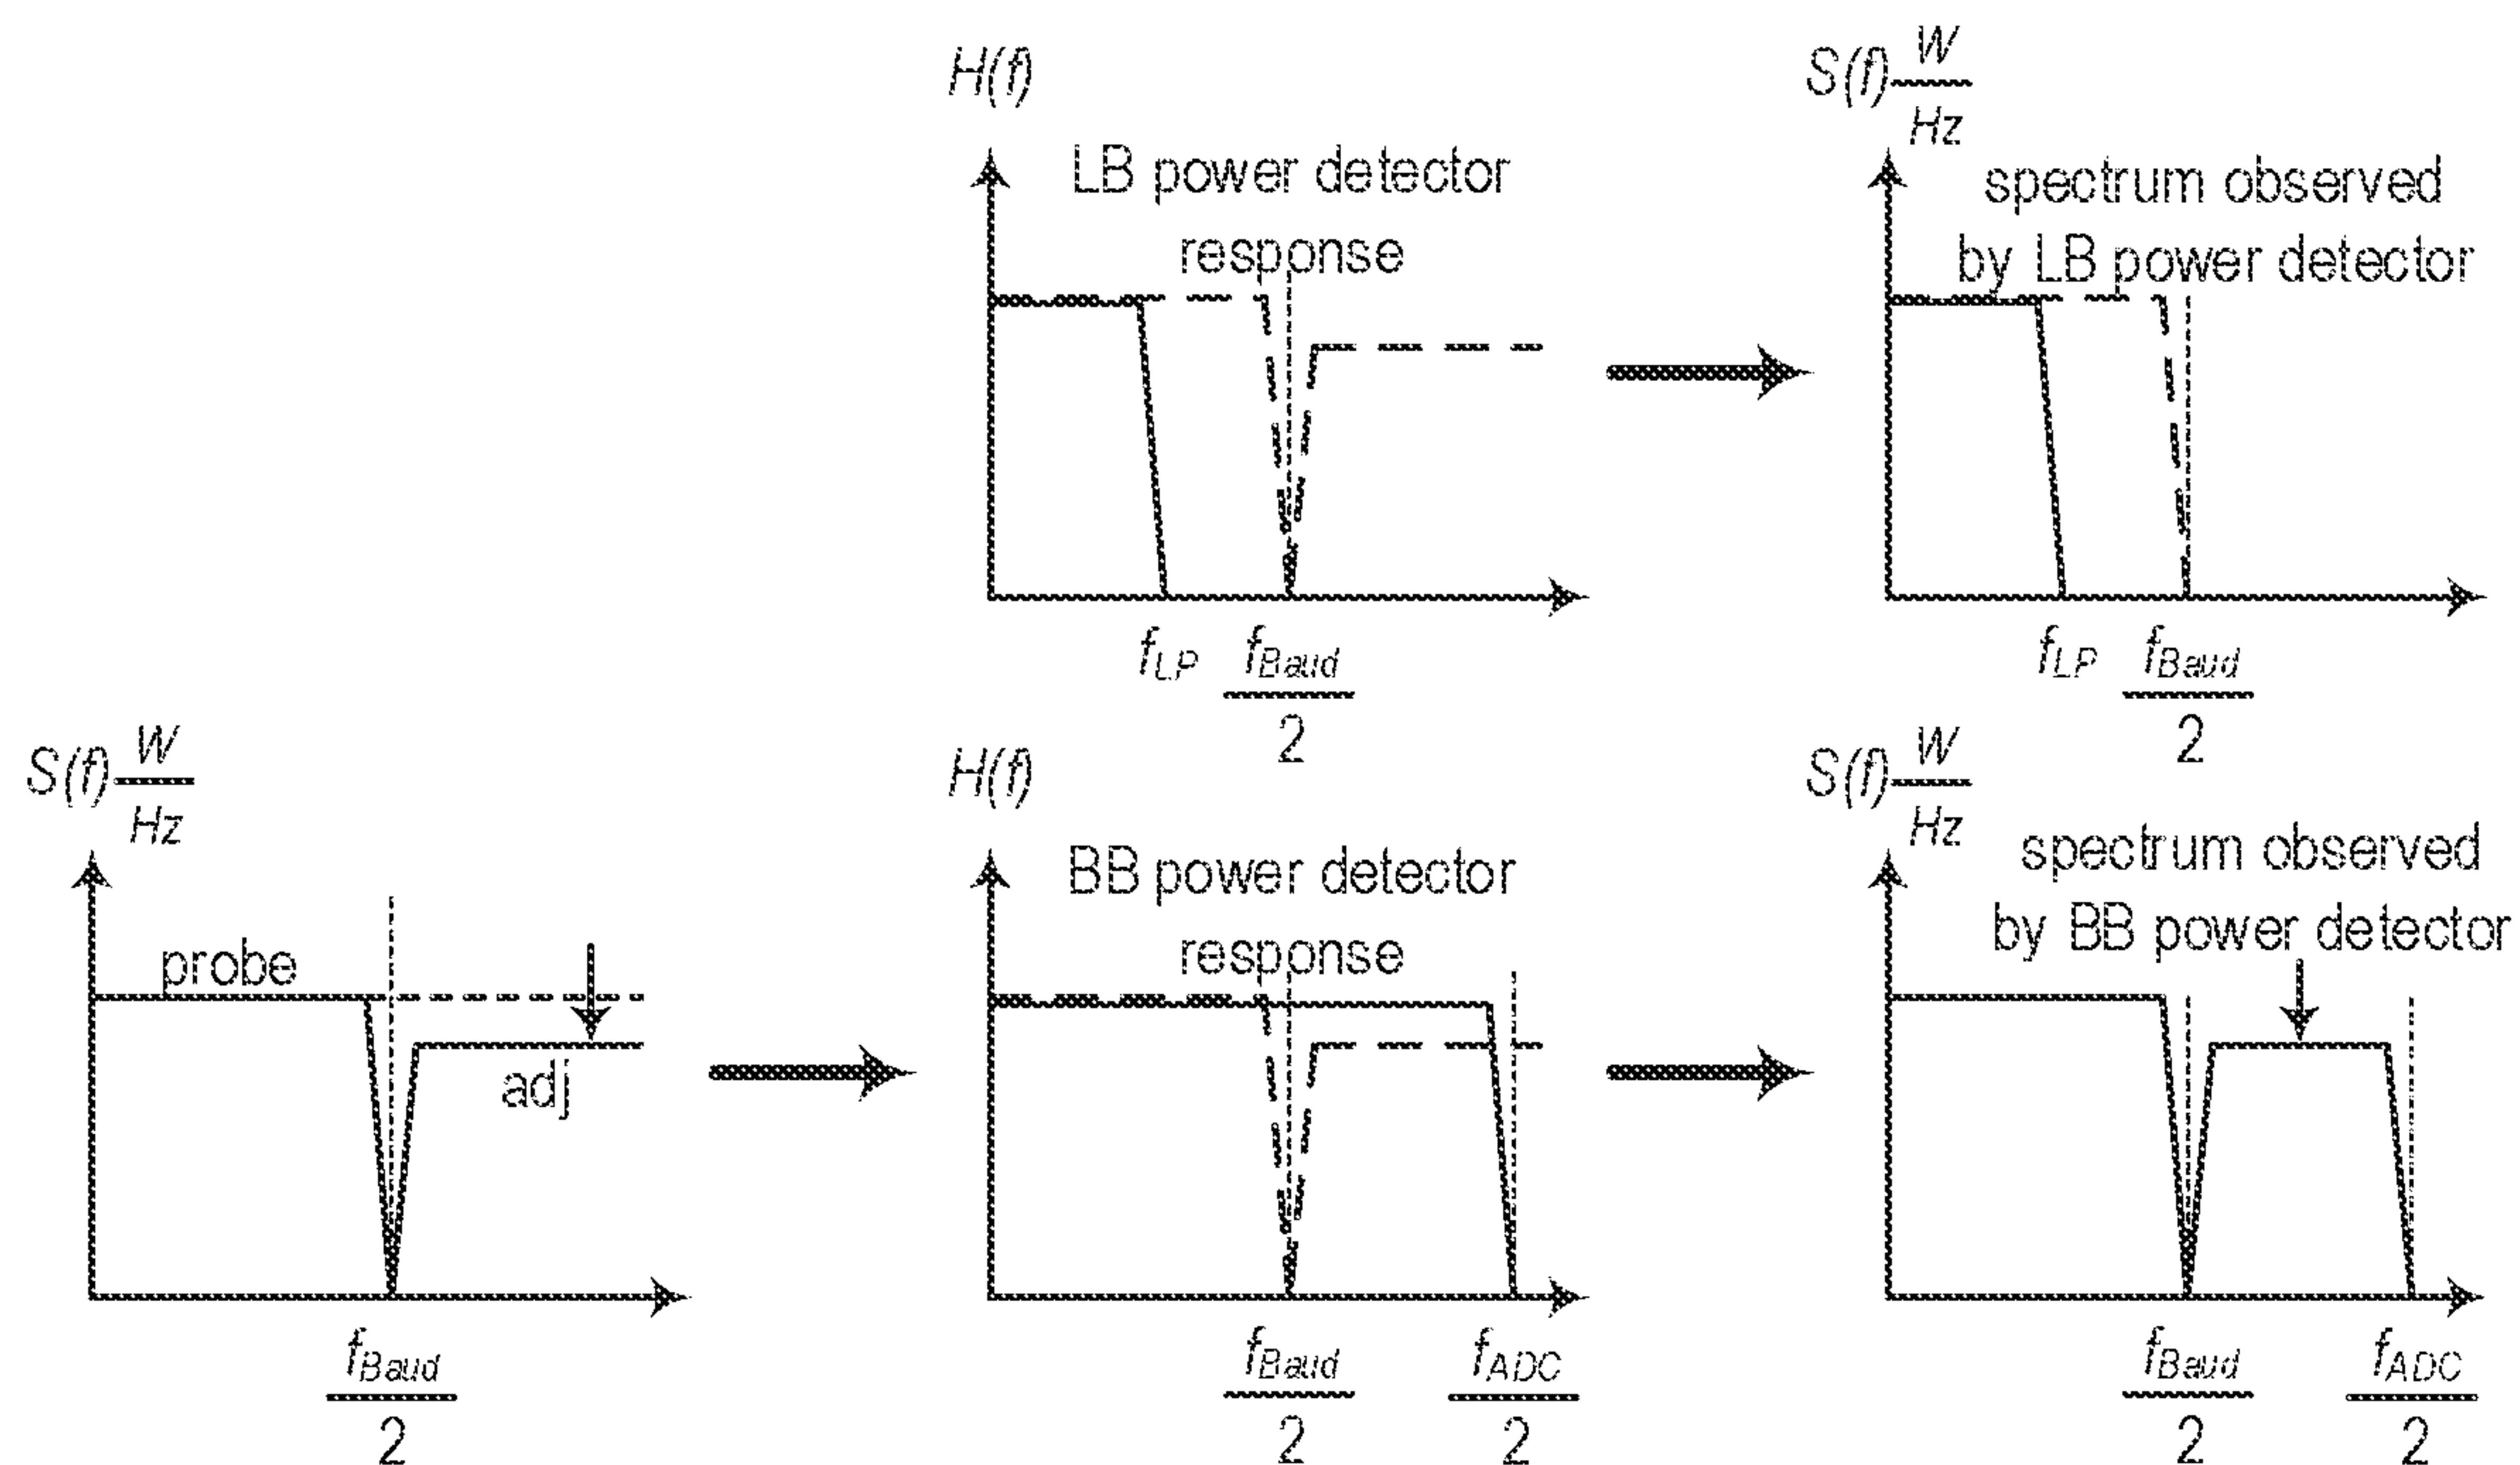 H(f)
LB power detector
response
f_LP f_Baud
2
S(f) W
Hz
spectrum observed
by LB power detector
f_LP f_Baud
2
S(f) W
Hz
probe
adj
f_Baud
2
H(f)
BB power detector
response
f_Baud f_ADC
2 2
S(f) W
Hz
spectrum observed
by BB power detector
f_Baud f_ADC
2 2